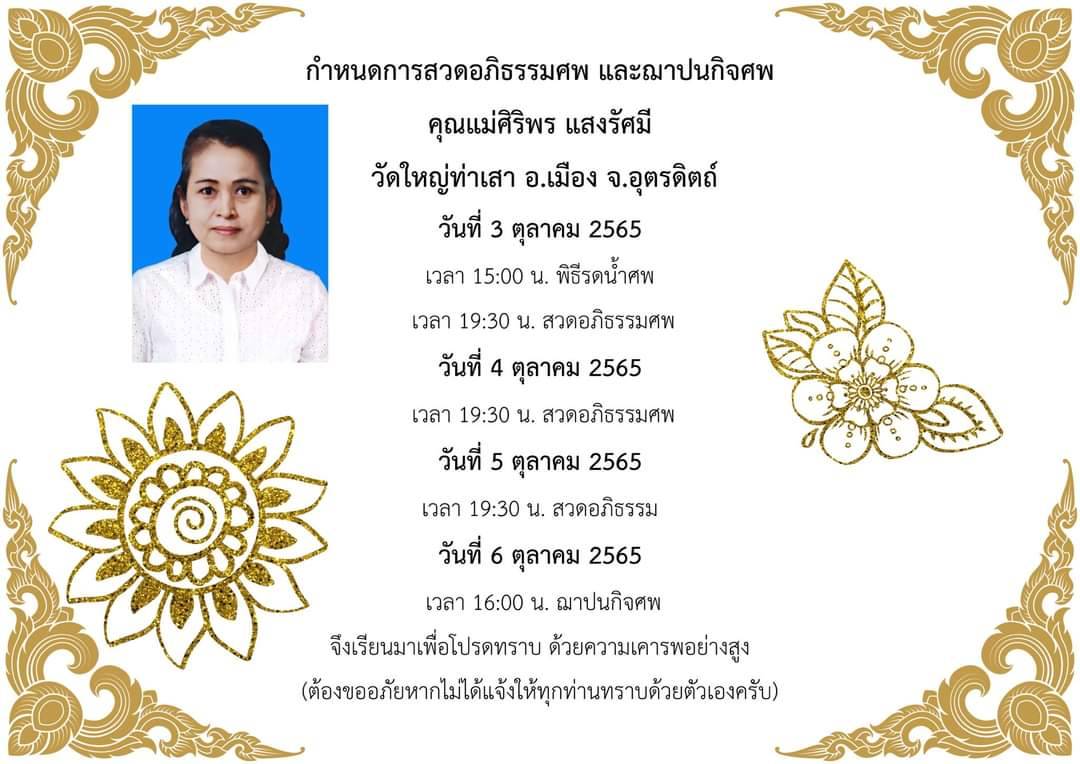 กำหนดการสวดอภิธรรมศพ และฌาปนกิจศพ
คุณแม่ศิริพร แสงรัศมี
วัดใหญ่ท่าเสา อ.เมือง จ.อุตรดิตถ์
วันที่ 3 ตุลาคม 2565
เวลา 15:00 น. พิธีรดน้ำศพ
เวลา 19:30 น. สวดอภิธรรมศพ
วันที่ 4 ตุลาคม 2565
เวลา 19:30 น. สวดอภิธรรมศพ
วันที่ 5 ตุลาคม 2565
เวลา 19:30 น. สวดอภิธรรม
วันที่ 6 ตุลาคม 2565
เวลา 16:00 น. ฌาปนกิจศพ
จึงเรียนมาเพื่อโปรดทราบ ด้วยความเคารพอย่างสูง
(ต้องขออภัยหากไม่ได้แจ้งให้ทุกท่านทราบด้วยตัวเองครับ)